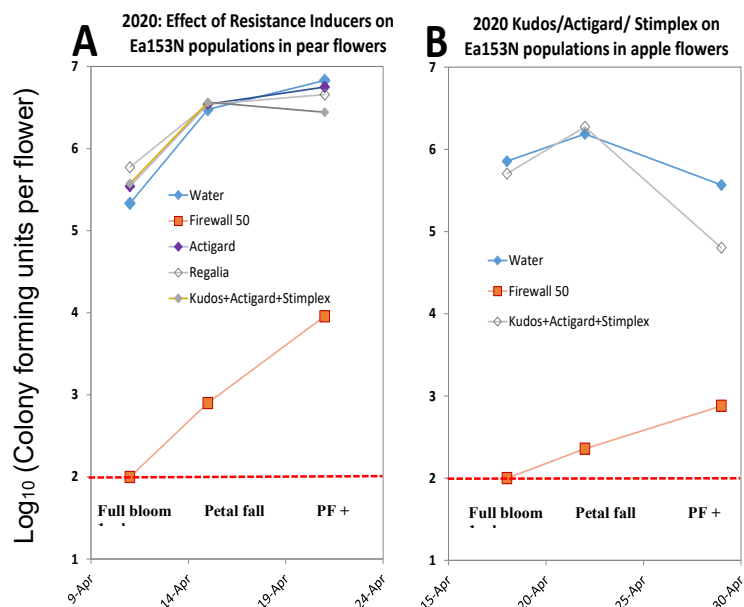 A
2020: Effect of Resistance Inducers on
Ea153N populations in pear flowers
Log10 (Colony forming units per flower)
7
6
5
4
3
2
1
Water
Firewall 50
Actigard
Regalia
Kudos+Actigard+Stimplex
Full bloom
Petal fall
PF +
9-Apr
14-Apr
19-Apr
24-Apr
B
2020 Kudos/Actigard/ Stimplex on
Ea153N populations in apple flowers
7
6
5
4
3
2
1
Water
Firewall 50
Kudos+Actigard+Stimplex
Full bloom
Petal fall
PF +
15-Apr
20-Apr
25-Apr
30-Apr